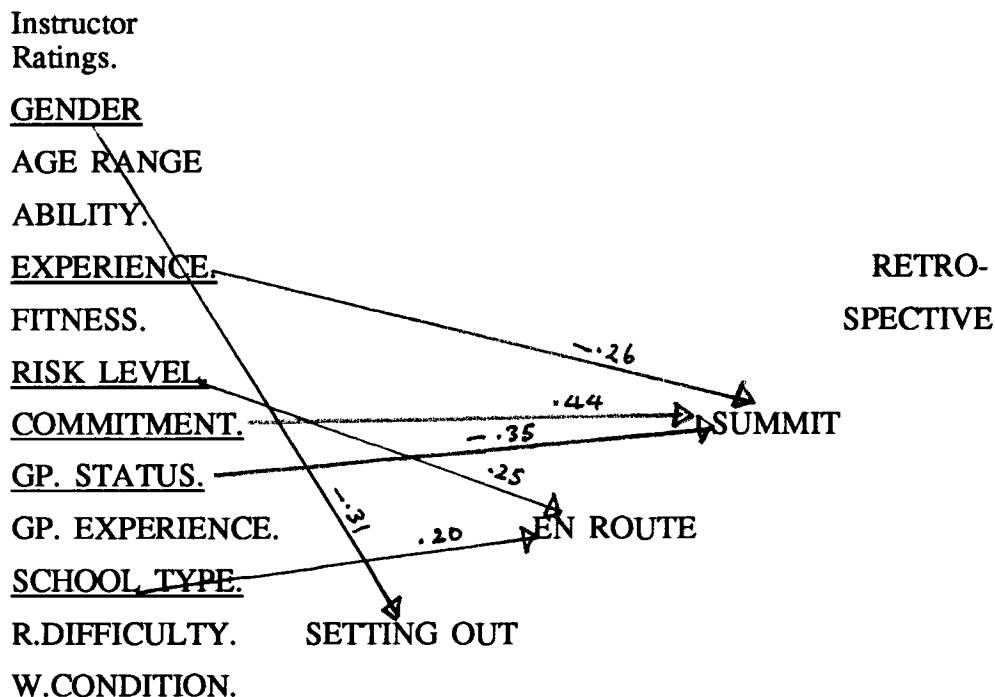 Instructor
Ratings.
GENDER
AGE RANGE
ABILITY.
EXPERIENCE. RETRO-
FITNESS. SPECTIVE
-.26
RISK LEVEL.
.44
COMMITMENT. SUMMIT
-.35
GP. STATUS. .25
-.31
GP. EXPERIENCE. .20 EN ROUTE
SCHOOL TYPE.
R.DIFFICULTY. SETTING OUT
W.CONDITION.